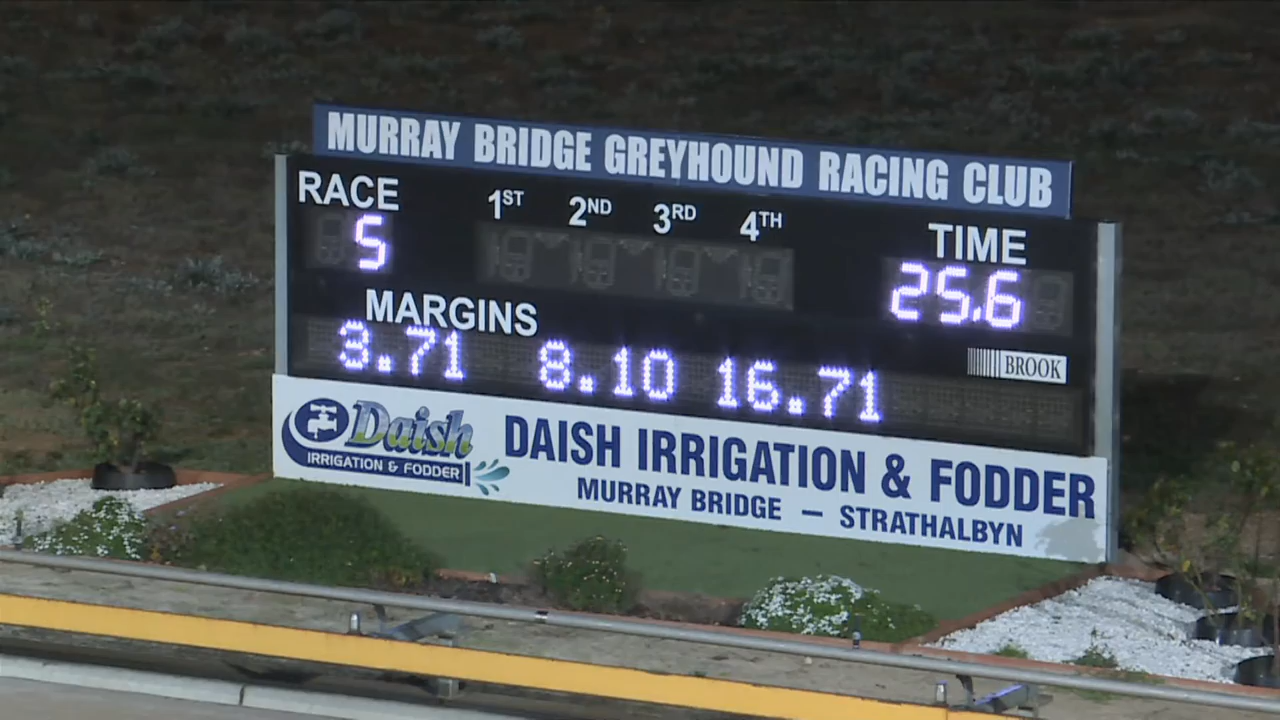 MURRAY BRIDGE GREYHOUND RACING CLUB
RACE 1ST 2ND 3RD 4TH TIME
5 25.6
MARGINS
3.71 8.10 16.71
BROOK
Daish
IRRIGATION & FODDER
DAISH IRRIGATION & FODDER
MURRAY BRIDGE – STRATHALBYN